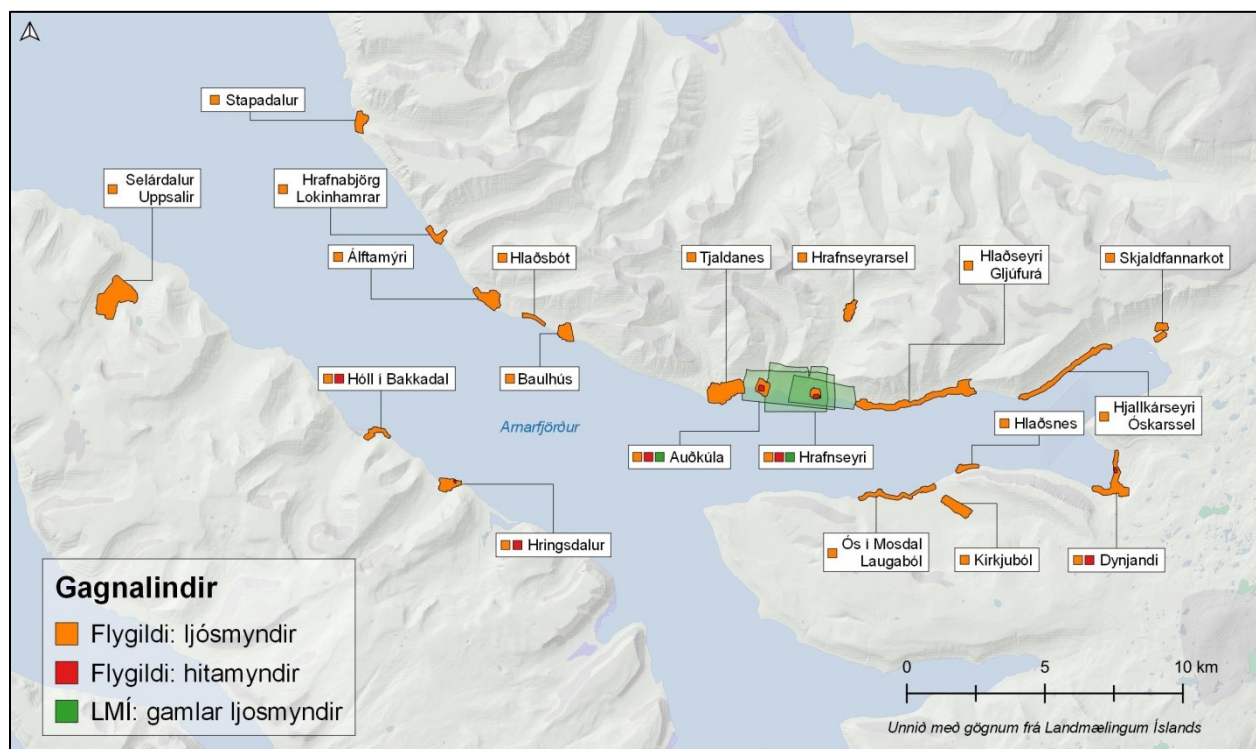 Stapadalur
Selárdalur
Uppsalir
Hrafnabjörg
Lokinhamrar
Álftamýri
Hlaðsbót
Tjaldanes
Hrafnseyrarsel
Hlaðseyri
Gljúfurá
Skjaldfannarkot
Hóll í Bakkadal
Baulhús
Arnarfjörður
Hjallkárseyri
Óskarssel
Hlaðsnes
Auðkúla
Hrafnseyri
Hringsdalur
Ós í Mosdal
Laugaból
Kirkjuból
Dynjandi
Gagnalindir
Flygildi: ljósmyndir
Flygildi: hitamyndir
LMÍ: gamlar ljosmyndir
0 5 10 km
Unnið með gögnum frá Landmælingum Íslands